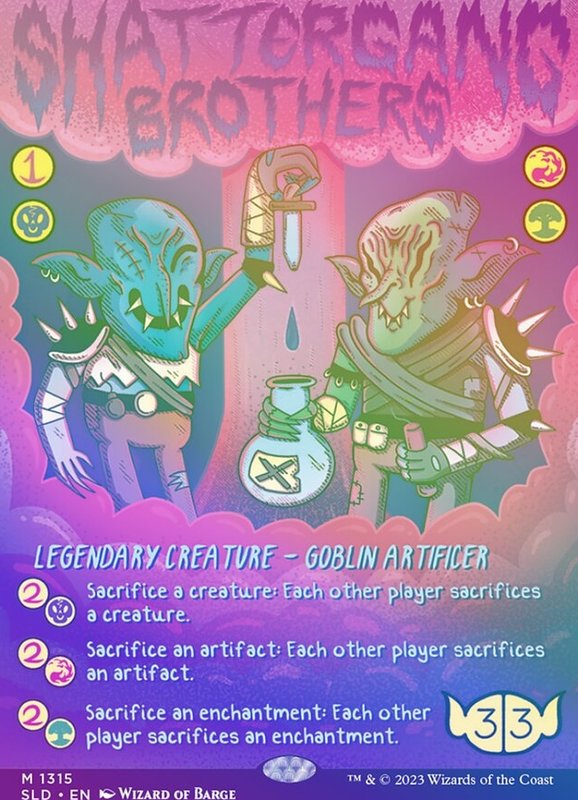 SHATTERGANG
BROTHERS
1
LEGENDARY CREATURE – GOBLIN ARTIFICER
2 Sacrifice a creature: Each other player sacrifices
a creature.
2 Sacrifice an artifact: Each other player sacrifices
an artifact.
2 Sacrifice an enchantment: Each other
player sacrifices an enchantment.
3 3
M 1315
SLD • EN WIZARD OF BARGE
™ & © 2023 Wizards of the Coast